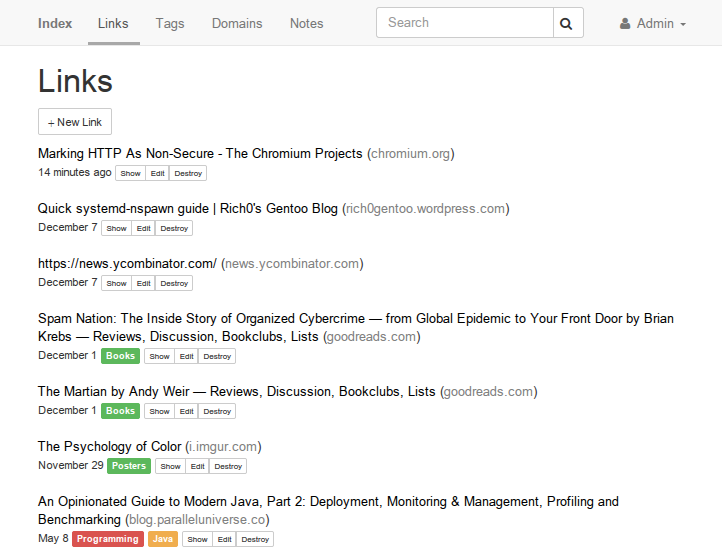 Index Links Tags Domains Notes Search Admin
Links
+ New Link
Marking HTTP As Non-Secure - The Chromium Projects (chromium.org)
14 minutes ago Show Edit Destroy
Quick systemd-nspawn guide | Rich0's Gentoo Blog (rich0gentoo.wordpress.com)
December 7 Show Edit Destroy
https://news.ycombinator.com/ (news.ycombinator.com)
December 7 Show Edit Destroy
Spam Nation: The Inside Story of Organized Cybercrime — from Global Epidemic to Your Front Door by Brian
Krebs — Reviews, Discussion, Bookclubs, Lists (goodreads.com)
December 1 Books Show Edit Destroy
The Martian by Andy Weir — Reviews, Discussion, Bookclubs, Lists (goodreads.com)
December 1 Books Show Edit Destroy
The Psychology of Color (i.imgur.com)
November 29 Posters Show Edit Destroy
An Opinionated Guide to Modern Java, Part 2: Deployment, Monitoring & Management, Profiling and
Benchmarking (blog.paralleluniverse.co)
May 8 Programming Java Show Edit Destroy